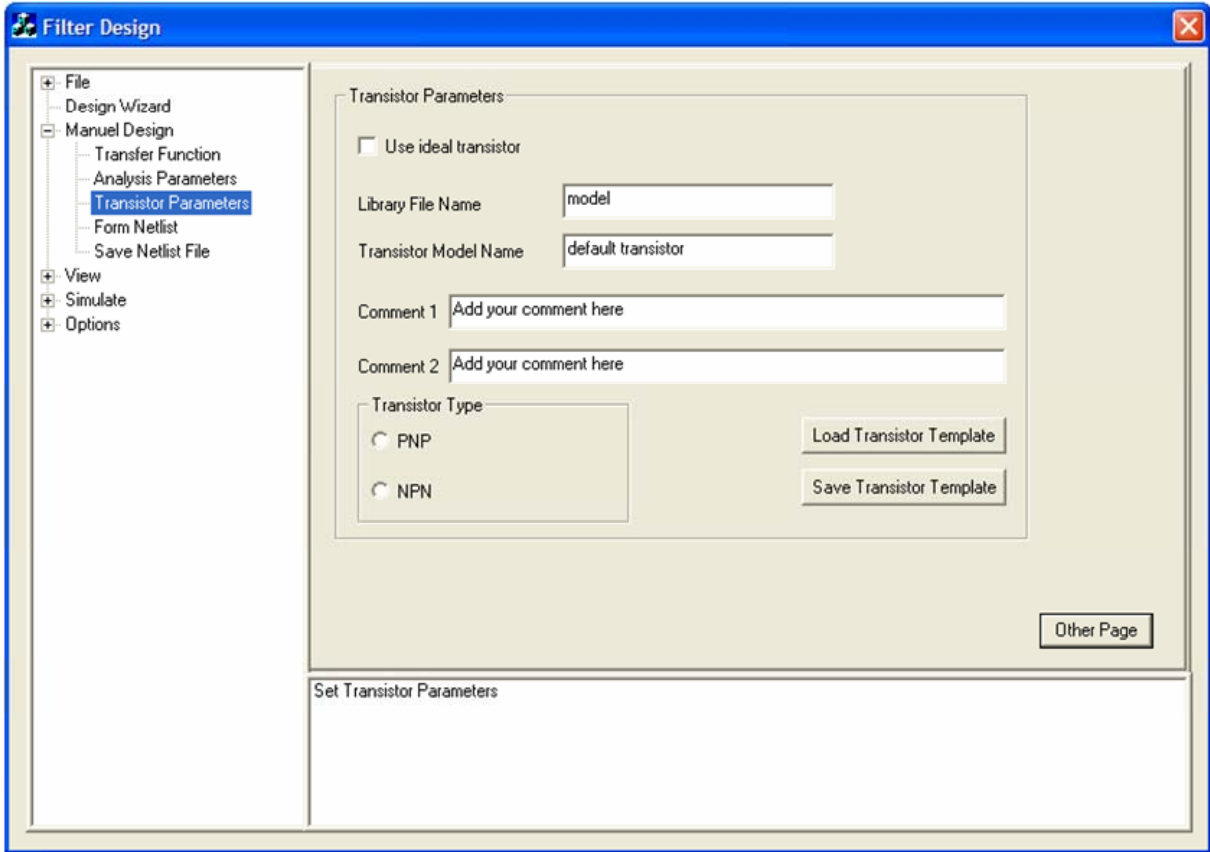 Filter Design
File
Design Wizard
Manuel Design
Transfer Function
Analysis Parameters
Transistor Parameters
Form Netlist
Save Netlist File
View
Simulate
Options
Transistor Parameters
Use ideal transistor
Library File Name
model
Transistor Model Name
default transistor
Comment 1
Add your comment here
Comment 2
Add your comment here
Transistor Type
PNP
NPN
Load Transistor Template
Save Transistor Template
Other Page
Set Transistor Parameters